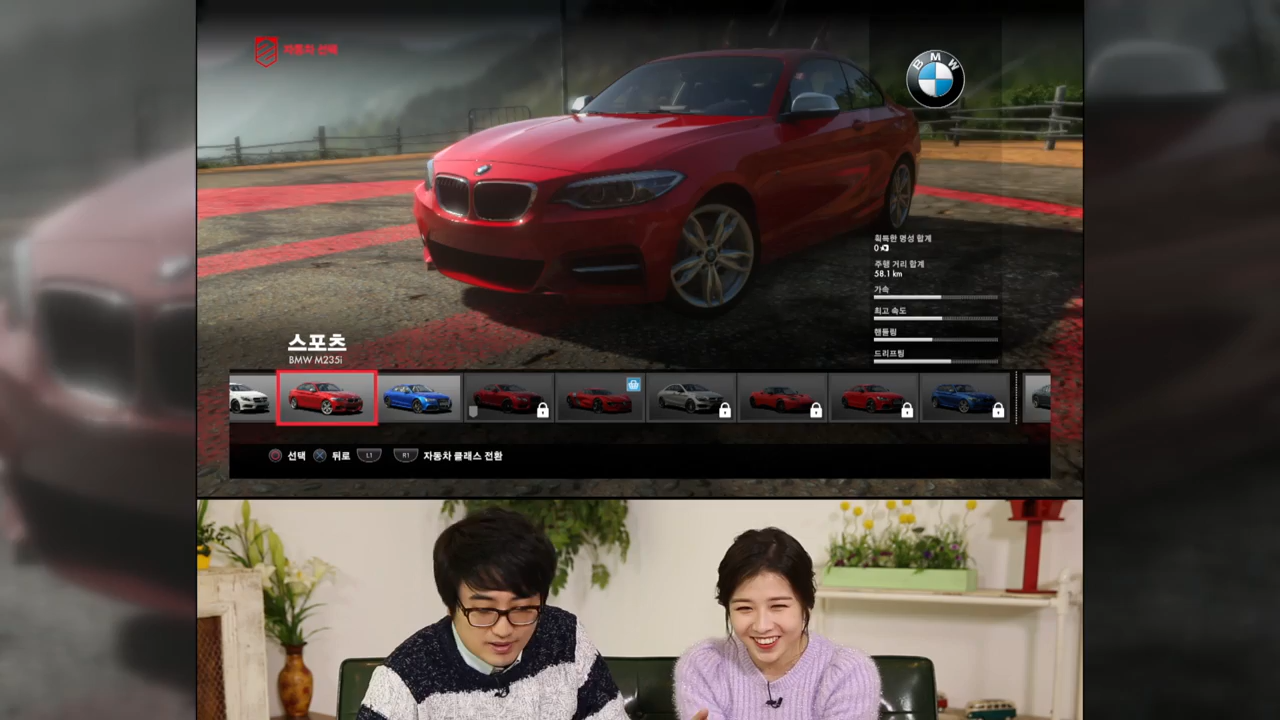 자동차 선택
BMW
획득한 명성 합계
0
주행 거리 합계
58.1 km
가속
최고 속도
핸들링
드리프팅
스포츠
BMW M235i
선택 뒤로 L1 R1 자동차 클래스 전환